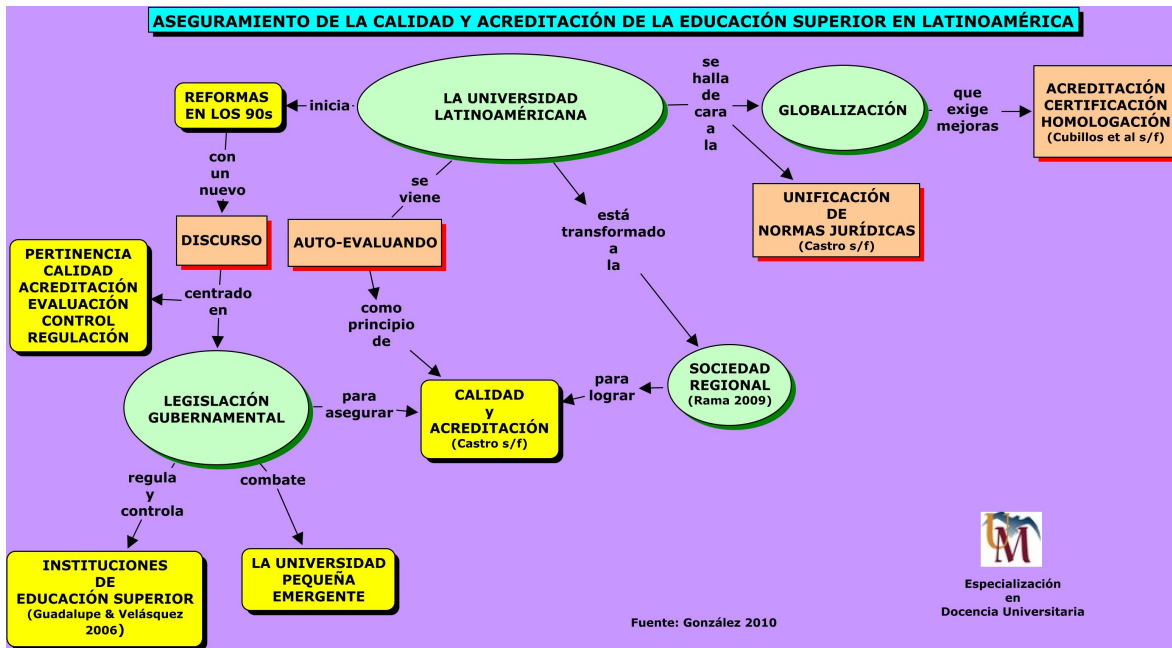 ASEGURAMIENTO DE LA CALIDAD Y ACREDITACIÓN DE LA EDUCACIÓN SUPERIOR EN LATINOAMÉRICA
LA UNIVERSIDAD
LATINOAMÉRICANA
inicia
REFORMAS
EN LOS 90s
con
un
nuevo
DISCURSO
centrado
en
PERTINENCIA
CALIDAD
ACREDITACIÓN
EVALUACIÓN
CONTROL
REGULACIÓN
LEGISLACIÓN
GUBERNAMENTAL
regula
y
controla
INSTITUCIONES
DE
EDUCACIÓN SUPERIOR
(Guadalupe & Velásquez
2006)
combate
LA UNIVERSIDAD
PEQUEÑA
EMERGENTE
para
asegurar
CALIDAD
y
ACREDITACIÓN
(Castro s/f)
se
viene
AUTO-EVALUANDO
como
principio
de
está
transformado
a
la
SOCIEDAD
REGIONAL
(Rama 2009)
para
lograr
se
halla
de
cara
a
la
GLOBALIZACIÓN
que
exige
mejoras
ACREDITACIÓN
CERTIFICACIÓN
HOMOLOGACIÓN
(Cubillos et al s/f)
UNIFICACIÓN
DE
NORMAS JURÍDICAS
(Castro s/f)
UM
Especialización
en
Docencia Universitaria
Fuente: González 2010